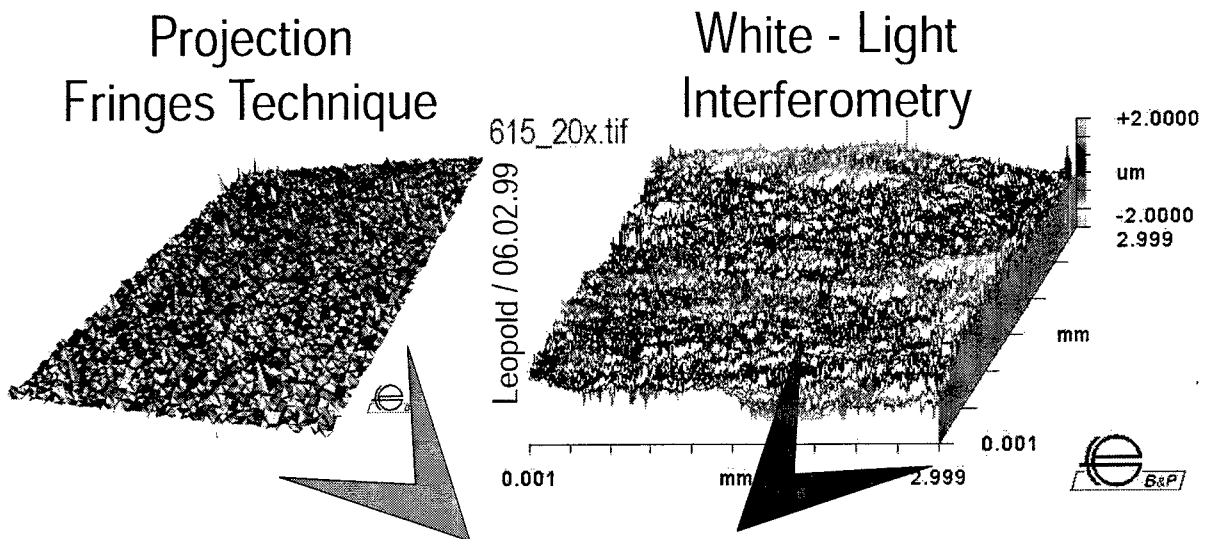 Projection
Fringes Technique
White - Light
Interferometry
615_20x.tif
Leopold / 06.02.99
+2.0000
um
-2.0000
2.999
mm
0.001
0.001
mm
2.999
B&P